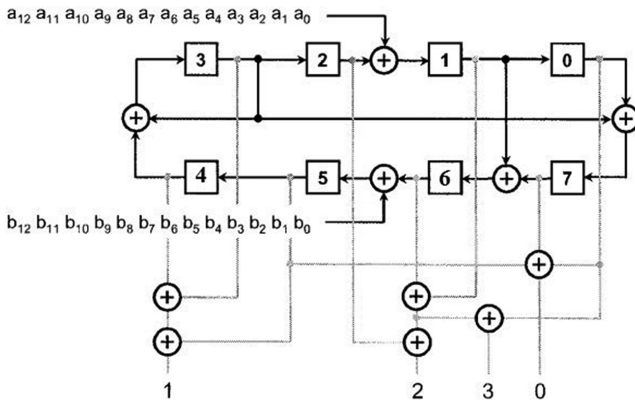 a₁₂ a₁₁ a₁₀ a₉ a₈ a₇ a₆ a₅ a₄ a₃ a₂ a₁ a₀
3 2 1 0
4 5 6 7
b₁₂ b₁₁ b₁₀ b₉ b₈ b₇ b₆ b₅ b₄ b₃ b₂ b₁ b₀
1 2 3 0